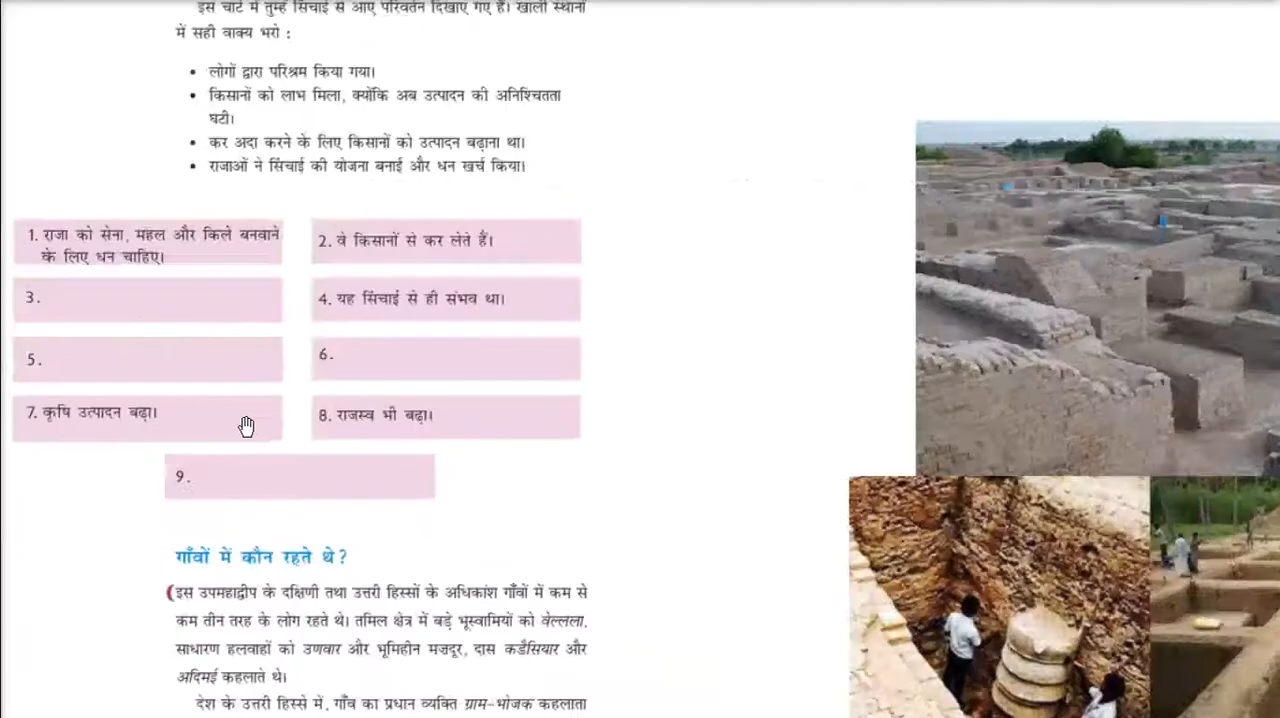 इस चार्ट में तुम्हें सिंचाई से आए परिवर्तन दिखाए गए हैं। खाली स्थानों
में सही वाक्य भरो :
• लोगों द्वारा परिश्रम किया गया।
• किसानों को लाभ मिला, क्योंकि अब उत्पादन की अनिश्चितता
घटी।
• कर अदा करने के लिए किसानों को उत्पादन बढ़ाना था।
• राजाओं ने सिंचाई की योजना बनाई और धन खर्च किया।
1. राजा को सेना, महल और किले बनवाने
के लिए धन चाहिए।
2. वे किसानों से कर लेते हैं।
3.
4. यह सिंचाई से ही संभव था।
5.
6.
7. कृषि उत्पादन बढ़ा।
8. राजस्व भी बढ़ा।
9.
गाँवों में कौन रहते थे?
(इस उपमहाद्वीप के दक्षिणी तथा उत्तरी हिस्सों के अधिकांश गाँवों में कम से
कम तीन तरह के लोग रहते थे। तमिल क्षेत्र में बड़े भूस्वामियों को वेल्लला,
साधारण हलवाहों को उणवार और भूमिहीन मज़दूर, दास कडैसियार और
अदिमई कहलाते थे।
देश के उत्तरी हिस्से में, गाँव का प्रधान व्यक्ति ग्राम-भोजक कहलाता